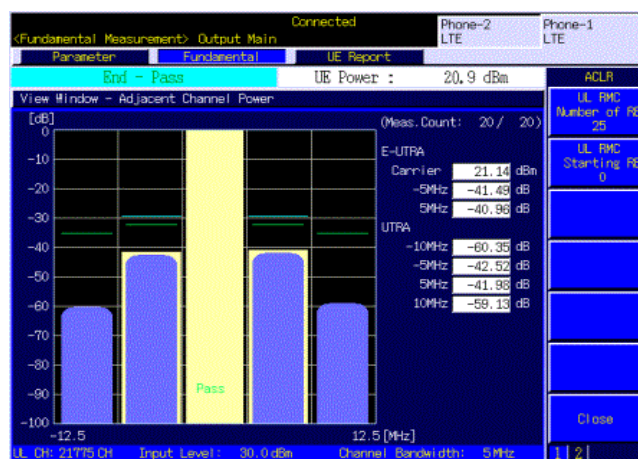 Connected
Phone-2
LTE
Phone-1
LTE
<Fundamental Measurement> Output Main
Parameter Fundamental UE Report
End - Pass UE Power : 20.9 dBm
ACLR
View Window - Adjacent Channel Power
UL RMC
Number of RB
25
UL RMC
Starting RB
0
[dB]
(Meas.Count: 20/ 20)
0
-10
-20
-30
-40
-50
-60
-70
-80
-90
-100
E-UTRA
Carrier 21.14 dBm
-5MHz -41.49 dB
5MHz -40.96 dB
UTRA
-10MHz -60.35 dB
-5MHz -42.52 dB
5MHz -41.98 dB
10MHz -59.13 dB
Pass
-12.5 12.5 [MHz]
Close
UL CH: 21775 CH Input Level: 30.0 dBm Channel Bandwidth: 5 MHz
1 2